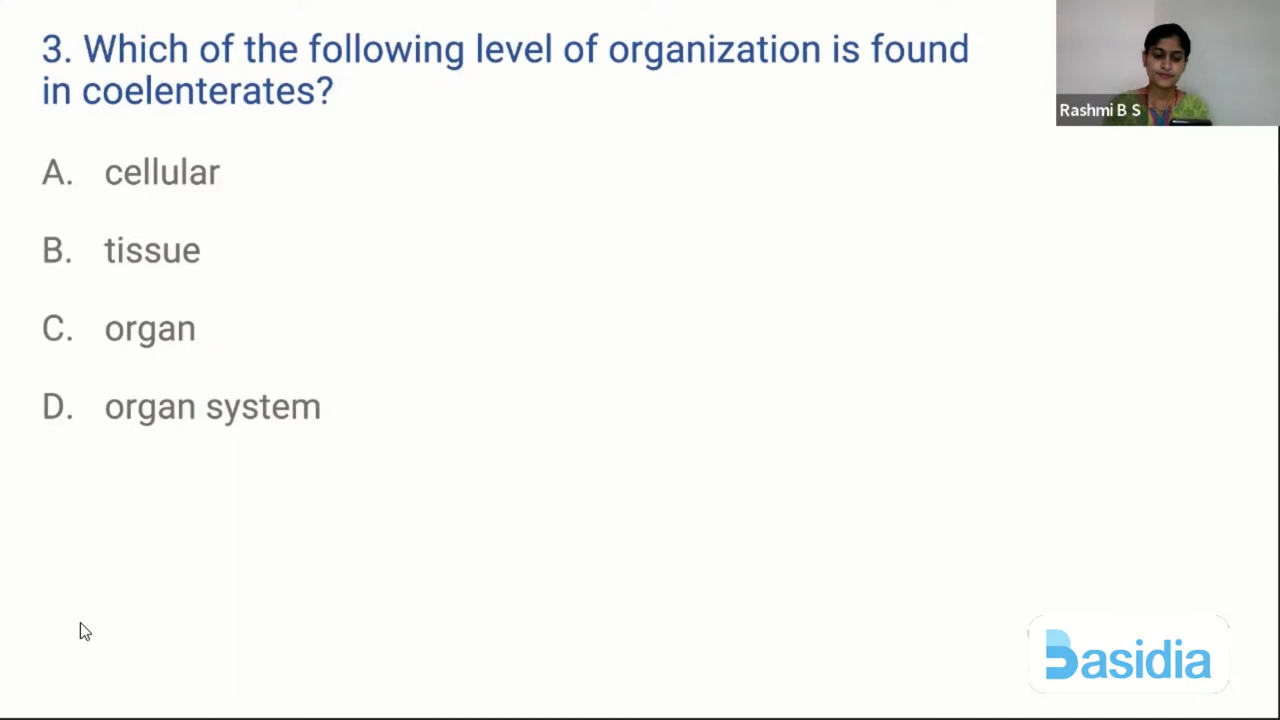 3. Which of the following level of organization is found
in coelenterates?
Rashmi B S
A. cellular
B. tissue
C. organ
D. organ system
Basidia